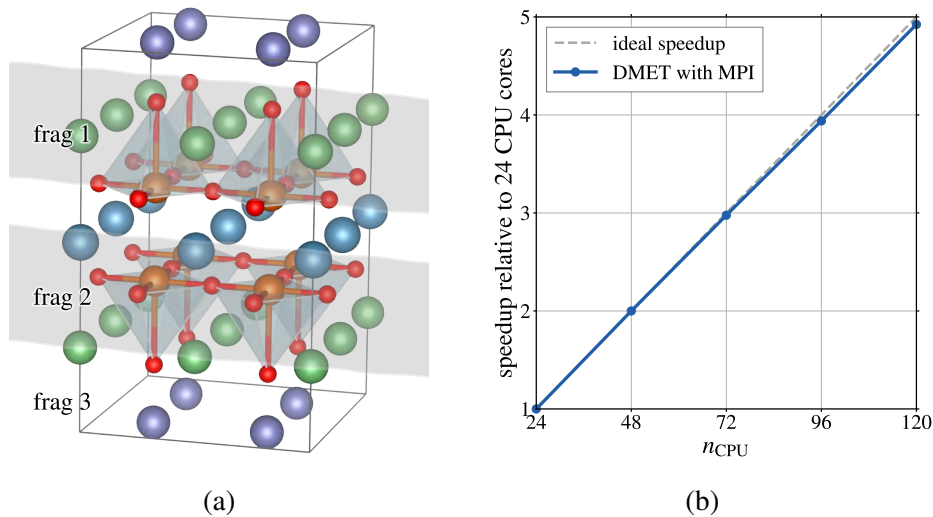 (a)
frag 1
frag 2
frag 3
(b)
speedup relative to 24 CPU cores
5
4
3
2
1
ideal speedup
DMET with MPI
24
48
72
96
120
nCPU